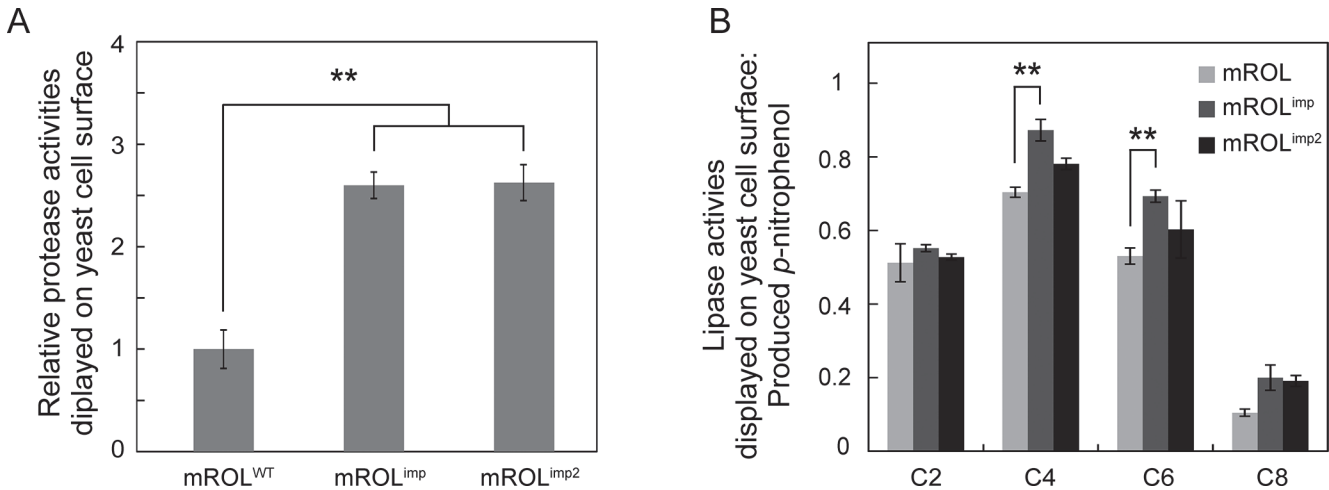 A
Relative protease activities
diplayed on yeast cell surface
4
3
2
1
0
**
mROLWT
mROLimp
mROLimp2
B
Lipase activies
displayed on yeast cell surface:
Produced p-nitrophenol
1
0.8
0.6
0.4
0.2
0
**
**
mROL
mROLimp
mROLimp2
C2
C4
C6
C8